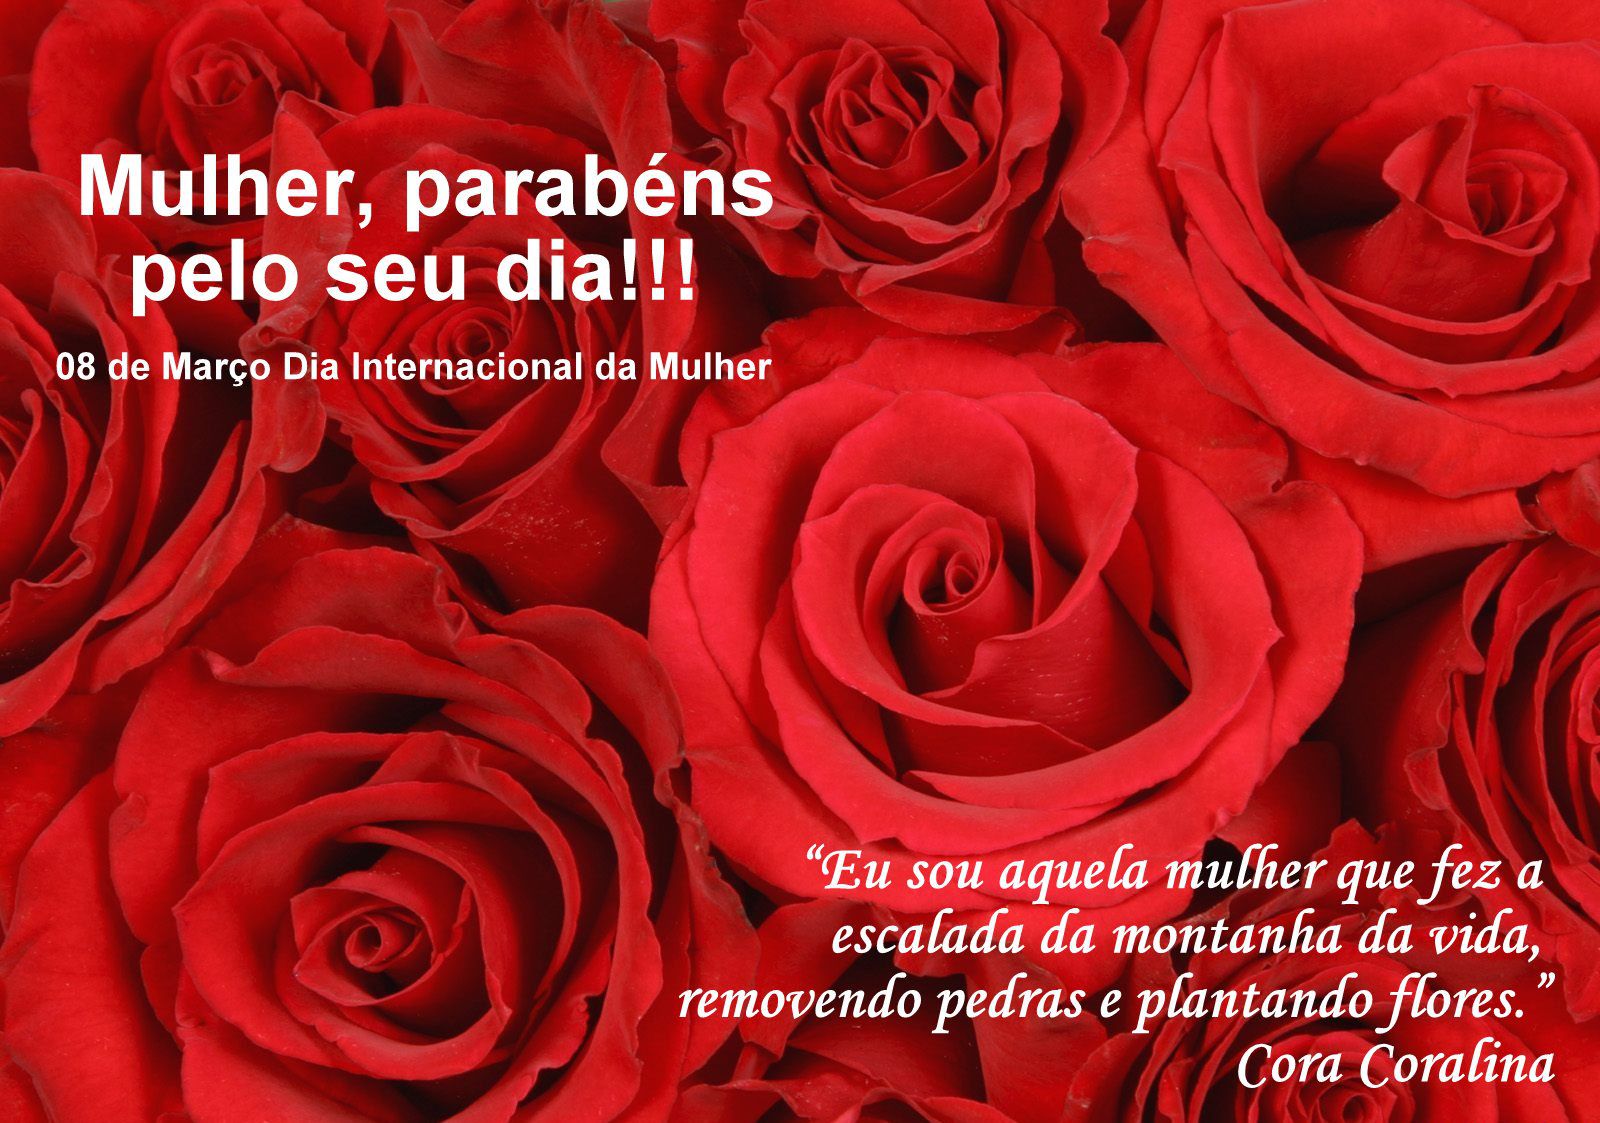 Mulher, parabéns
pelo seu dia!!!
08 de Março Dia Internacional da Mulher
“Eu sou aquela mulher que fez a
escalada da montanha da vida,
removendo pedras e plantando flores.”
Cora Coralina